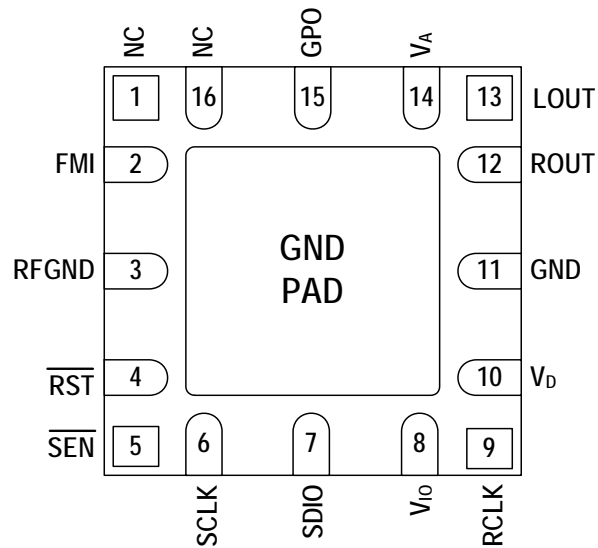 NC
NC
GPO
VA
1
16
15
14
13
LOUT
FMI
2
12
ROUT
GND
PAD
RFGND
3
11
GND
RST
4
10
VD
SEN
5
6
7
8
9
SCLK
SDIO
VIO
RCLK